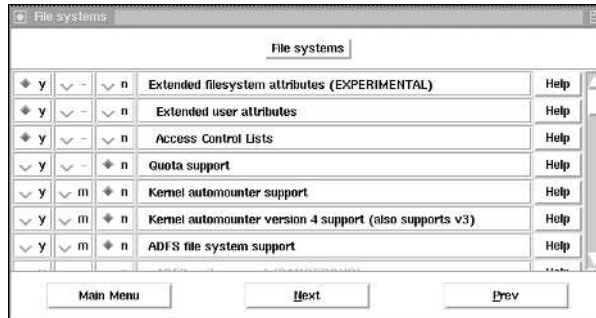 File systems
File systems
y - n Extended filesystem attributes (EXPERIMENTAL) Help
y - n Extended user attributes Help
y - n Access Control Lists Help
y - n Quota support Help
y m n Kernel automounter support Help
y m n Kernel automounter version 4 support (also supports v3) Help
y m n ADFS file system support Help
Main Menu Next Prev